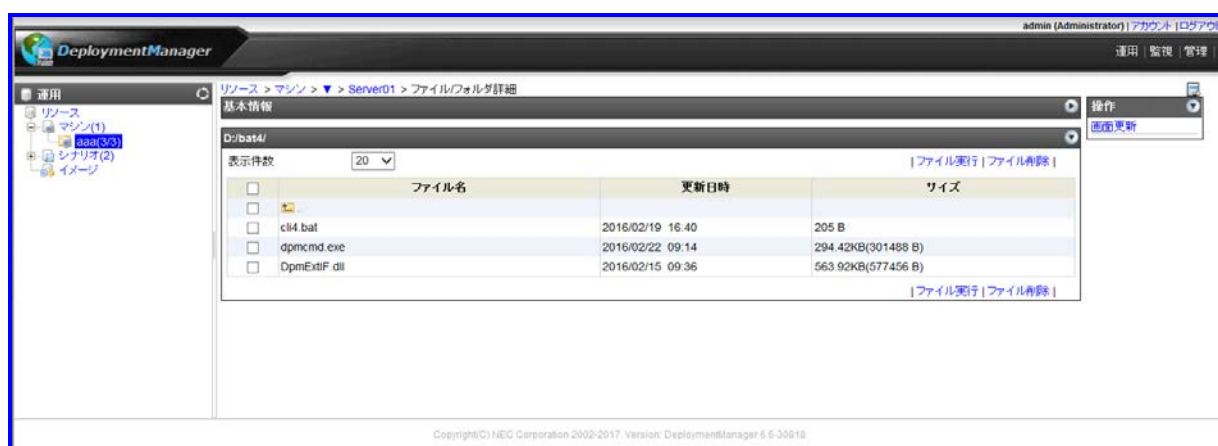 admin (Administrator) | アカウント | ログアウ
DeploymentManager
運用 | 監視 | 管理 |
運用
リソース
マシン(1)
aaa(3/3)
シナリオ(2)
イメージ
リソース > マシン > ▼ > Server01 > ファイル/フォルダ詳細
基本情報
D:/bat4/
表示件数 20
| ファイル実行 | ファイル削除 |
ファイル名 更新日時 サイズ
..
cli4.bat 2016/02/19 16:40 205 B
dpmcmd.exe 2016/02/22 09:14 294.42KB(301488 B)
DpmExtIF.dll 2016/02/15 09:36 563.92KB(577456 B)
| ファイル実行 | ファイル削除 |
操作
画面更新
Copyright(C) NEC Corporation 2002-2017. Version: DeploymentManager 6.6-30618